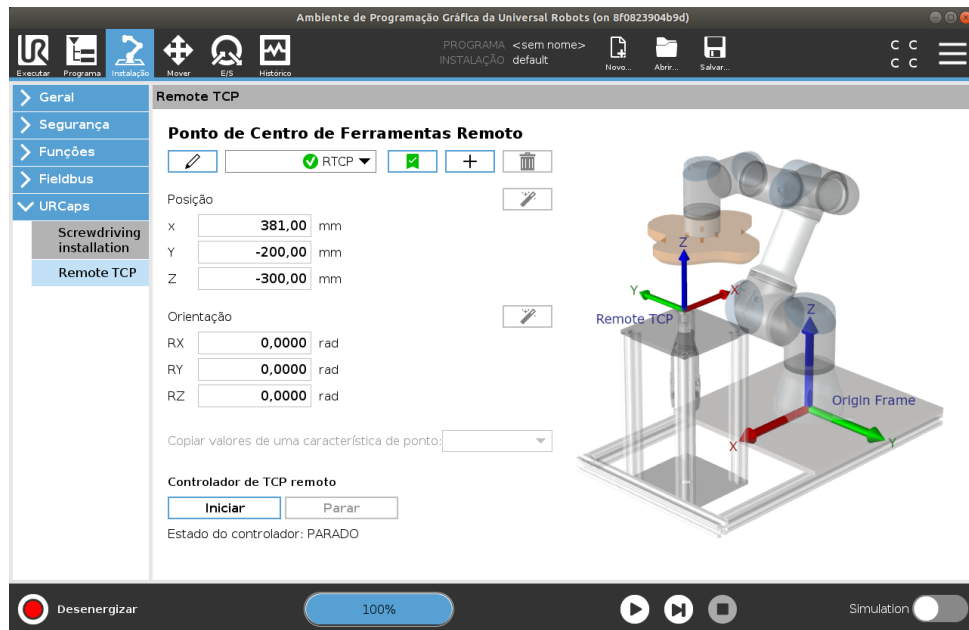 Ambiente de Programação Gráfica da Universal Robots (on 8f0823904b9d)
PROGRAMA <sem nome>
INSTALAÇÃO default
Executar Programa Instalação Mover E/S Histórico Novo... Abrir... Salvar...
C C
C C
Geral
Segurança
Funções
Fieldbus
URCaps
Screwdriving
installation
Remote TCP
Remote TCP
Ponto de Centro de Ferramentas Remoto
RTCP
Posição
X 381,00 mm
Y -200,00 mm
Z -300,00 mm
Orientação
RX 0,0000 rad
RY 0,0000 rad
RZ 0,0000 rad
Copiar valores de uma característica de ponto:
Controlador de TCP remoto
Iniciar Parar
Estado do controlador: PARADO
Z
Y X
Remote TCP
Z
Origin Frame
X Y
Desenergizar
100%
Simulation